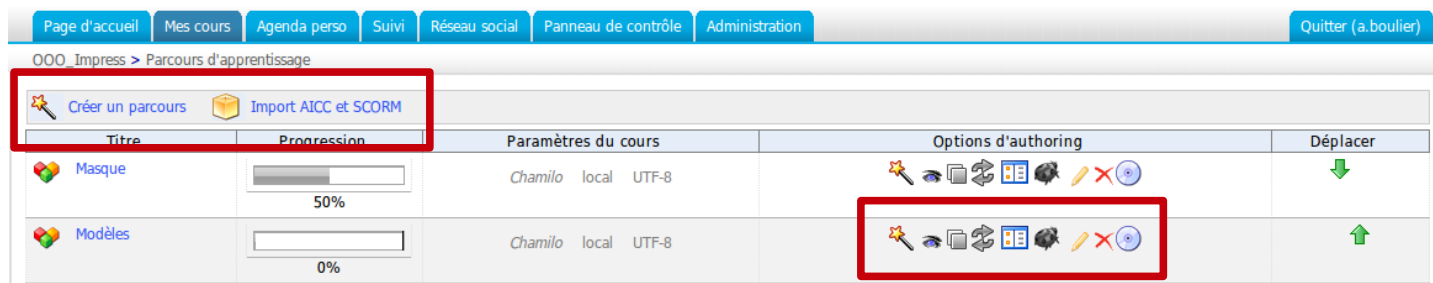 Page d'accueil Mes cours Agenda perso Suivi Réseau social Panneau de contrôle Administration Quitter (a.boulier)
OOO_Impress > Parcours d'apprentissage
Créer un parcours Import AICC et SCORM
Titre Progression Paramètres du cours Options d'authoring Déplacer
Masque Chamilo local UTF-8
50%
Modèles Chamilo local UTF-8
0%